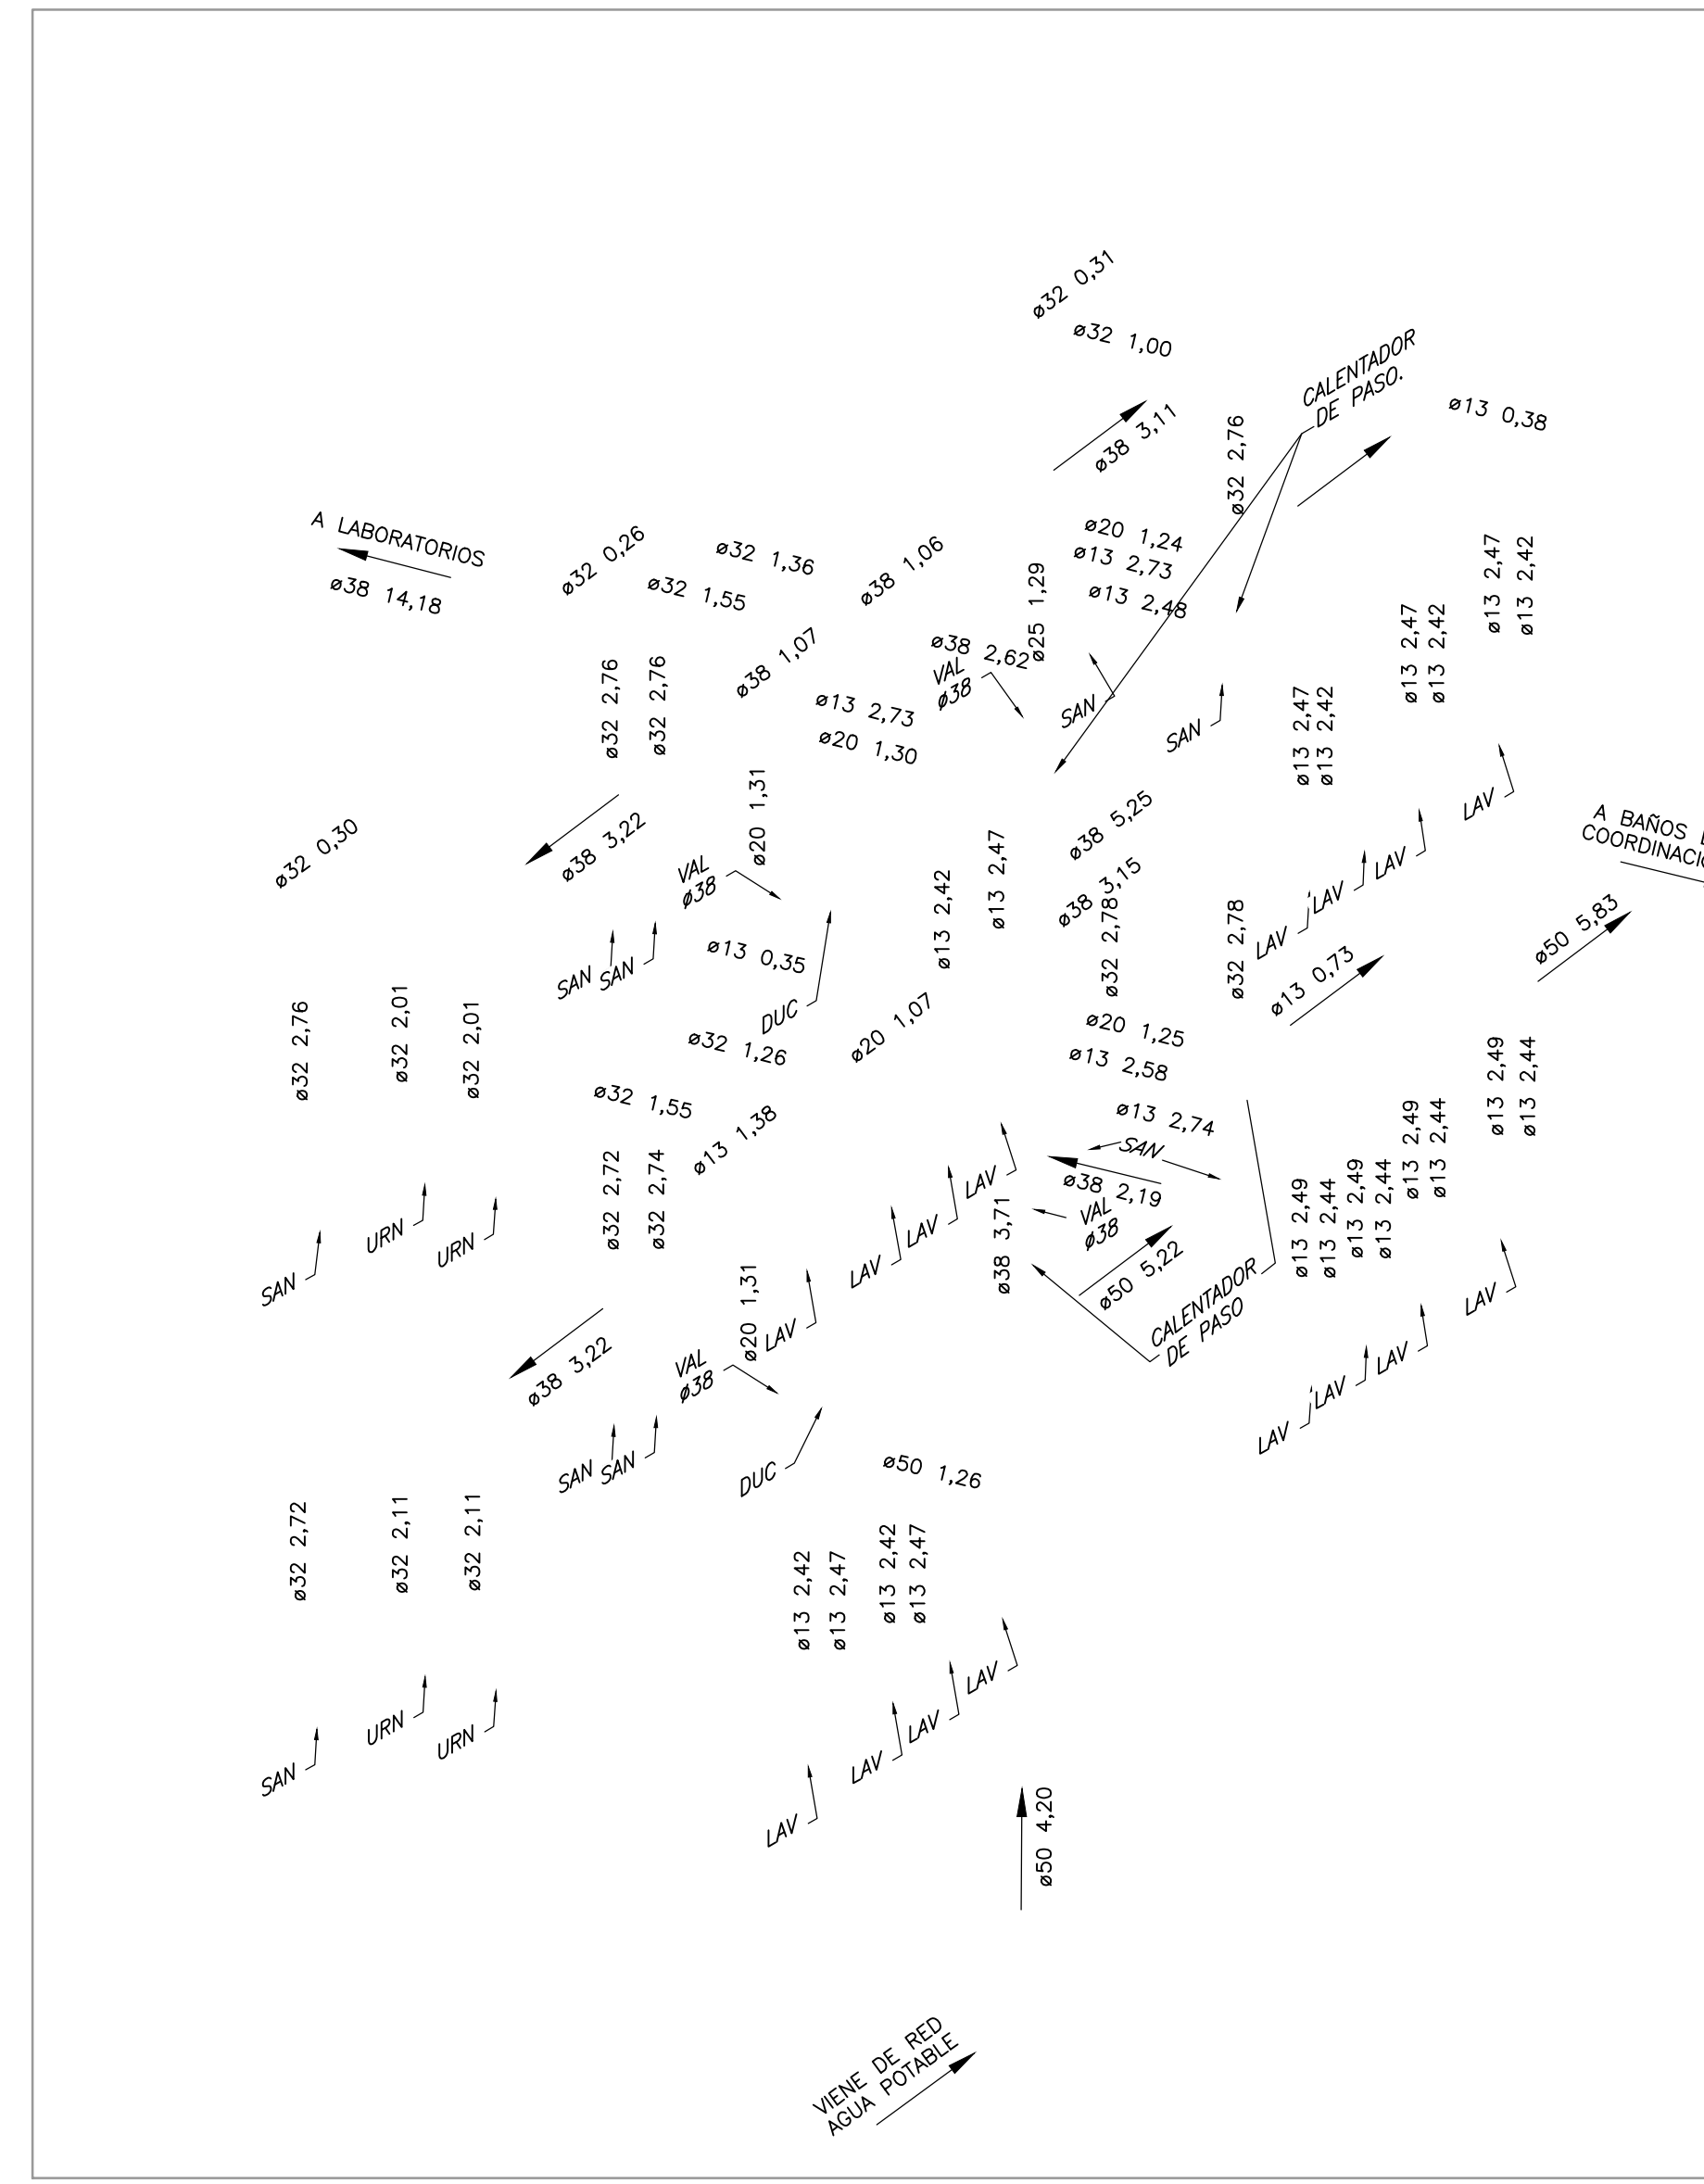 ø32 0,31
ø32 1,00
CALENTADOR
DE PASO.
ø13 0,38
ø38 3,11
ø32 2,76
A LABORATORIOS
ø38 14,18
ø32 0,26
ø32 1,36
ø32 1,55
ø38 1,06
ø20 1,24
ø13 2,73
ø13 2,48
ø25 1,29
ø13 2,47
ø13 2,42
ø13 2,47
ø13 2,42
ø38 1,07
ø38 2,62
VAL
ø38
SAN
SAN
ø32 2,76
ø32 2,76
ø13 2,73
ø20 1,30
ø13 2,47
ø13 2,42
ø20 1,31
ø32 0,30
ø38 3,22
VAL
ø38
ø38 5,25
ø38 3,15
LAV
LAV
LAV
LAV
A BAÑOS
ø50 5,83
ø13 2,42
ø13 2,47
ø32 2,78
ø32 2,78
ø13 0,73
SAN
SAN
ø13 0,35
DUC
ø32 2,76
ø32 2,01
ø32 2,01
ø32 1,26
ø20 1,07
ø20 1,25
ø13 2,58
ø13 2,74
ø32 1,55
ø13 1,38
SAN
ø38 2,19
VAL
ø38
ø13 2,49
ø13 2,44
ø13 2,49
ø13 2,44
ø13 2,49
ø13 2,44
ø13 2,49
ø13 2,44
ø32 2,72
ø32 2,74
SAN
URN
URN
LAV
LAV
LAV
LAV
ø38 3,71
ø50 5,22
CALENTADOR
DE PASO
ø20 1,31
ø38 3,22
VAL
ø38
LAV
LAV
LAV
LAV
SAN
SAN
DUC
ø50 1,26
ø32 2,72
ø32 2,11
ø32 2,11
ø13 2,42
ø13 2,47
ø13 2,42
ø13 2,47
SAN
URN
URN
LAV
LAV
LAV
LAV
ø50 4,20
VIENE DE RED
AGUA POTABLE